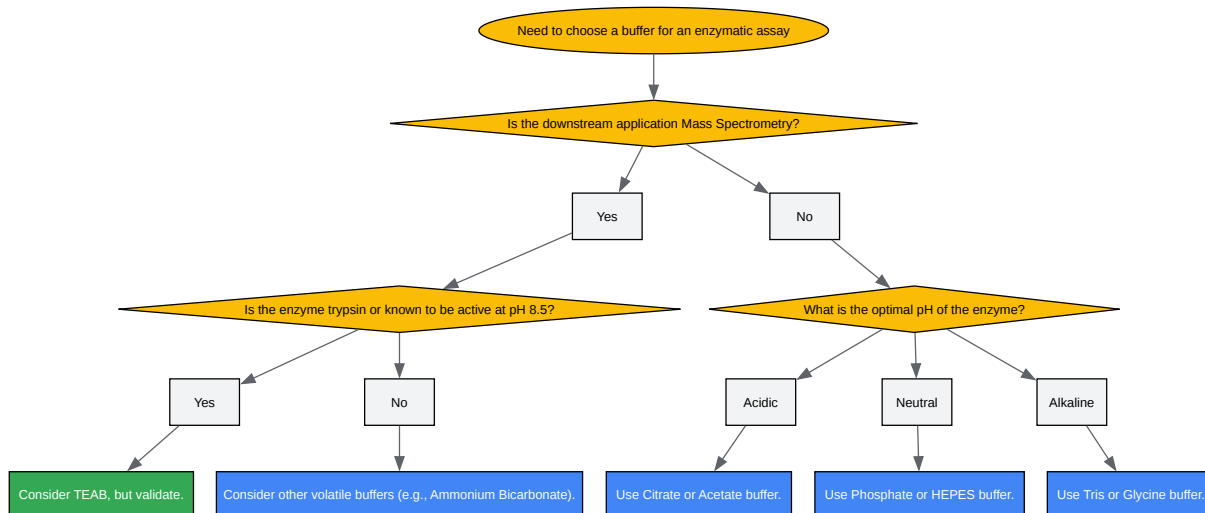 Need to choose a buffer for an enzymatic assay
Is the downstream application Mass Spectrometry?
Yes
No
Is the enzyme trypsin or known to be active at pH 8.5?
What is the optimal pH of the enzyme?
Yes
No
Acidic
Neutral
Alkaline
Consider TEAB, but validate.
Consider other volatile buffers (e.g., Ammonium Bicarbonate).
Use Citrate or Acetate buffer.
Use Phosphate or HEPES buffer.
Use Tris or Glycine buffer.